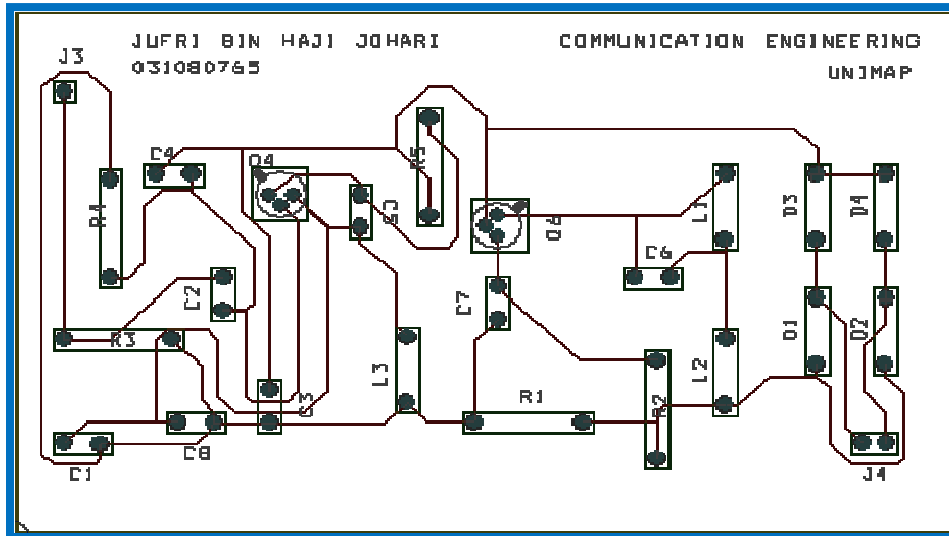 JUFRI BIN HAJI JOHARI
COMMUNICATION ENGINEERING
031080765
UNIMAP
J3
C4
Q4
R5
R4
L1
D3
D4
Q6
C6
C2
C7
R3
D1
D2
L3
L2
C3
R1
R2
C8
C1
J4